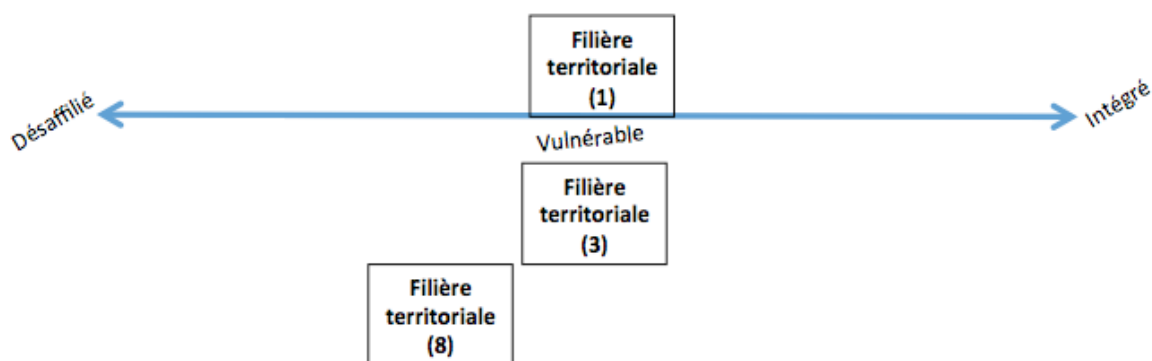 Filière
territoriale
(1)
Désaffilié
Intégré
Vulnérable
Filière
territoriale
(3)
Filière
territoriale
(8)